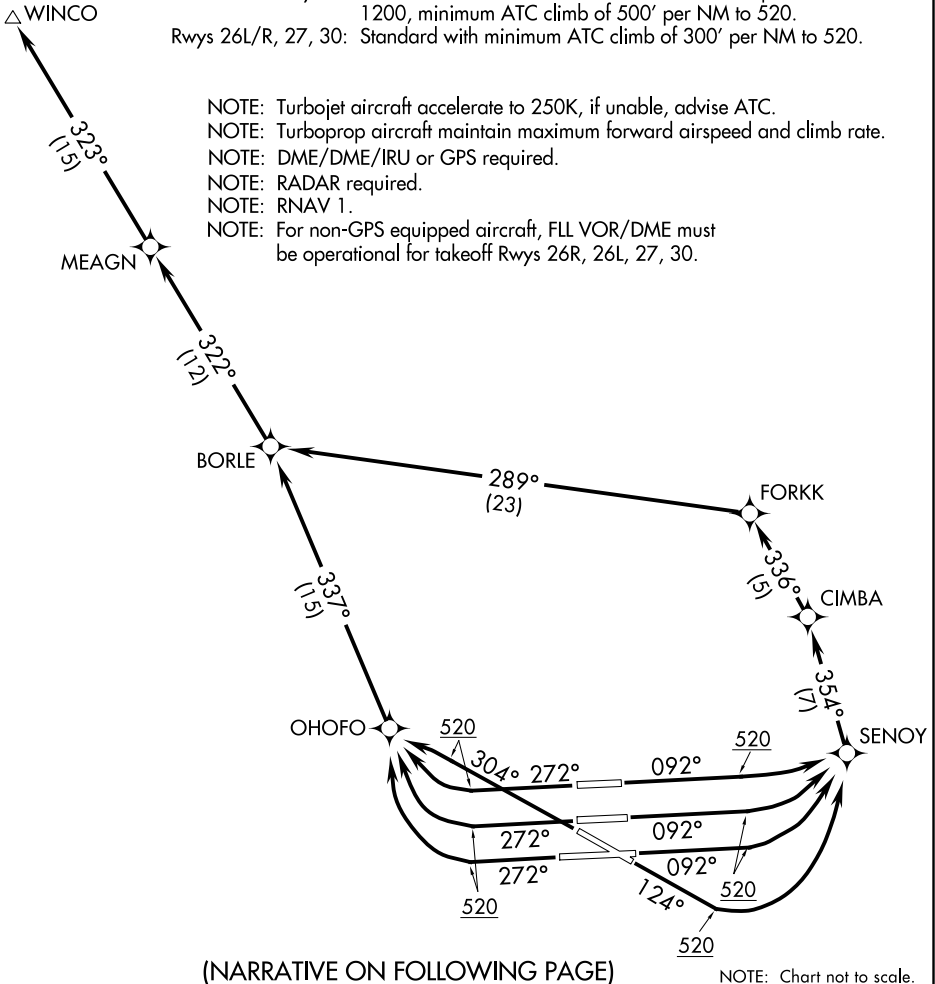 1200, minimum ATC climb of 500' per NM to 520.
WINCO
Rwys 26L/R, 27, 30: Standard with minimum ATC climb of 300' per NM to 520.
NOTE: Turbojet aircraft accelerate to 250K, if unable, advise ATC.
NOTE: Turboprop aircraft maintain maximum forward airspeed and climb rate.
NOTE: DME/DME/IRU or GPS required.
NOTE: RADAR required.
NOTE: RNAV 1.
NOTE: For non-GPS equipped aircraft, FLL VOR/DME must
be operational for takeoff Rwys 26R, 26L, 27, 30.
323°
(15)
MEAGN
322°
(12)
BORLE
289°
(23)
FORKK
336°
(5)
CIMBA
337°
(15)
354°
(7)
OHOFO
SENOY
520
520
304°
272°
092°
272°
092°
272°
092°
520
520
124°
520
(NARRATIVE ON FOLLOWING PAGE)
NOTE: Chart not to scale.